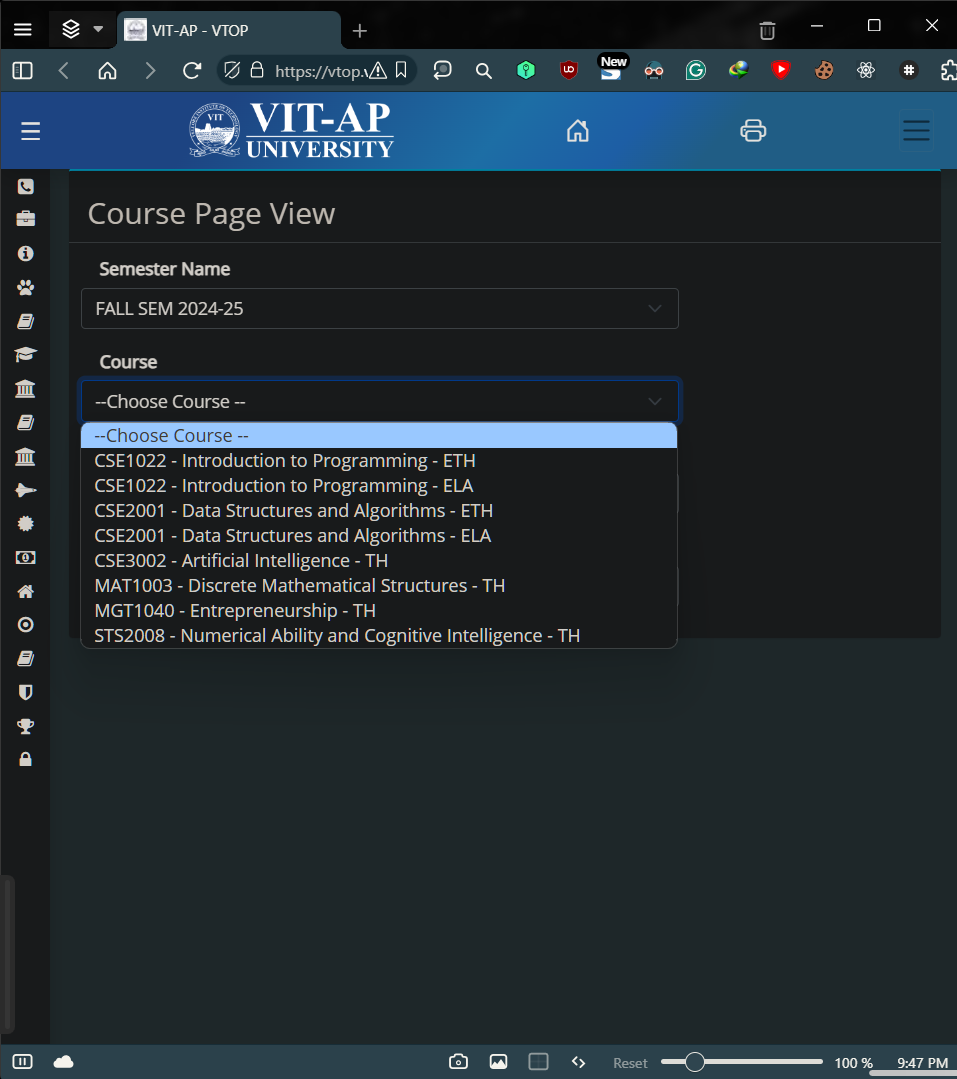 VIT-AP - VTOP
https://vtop.v
UD
New
G
#
VIT
VIT-AP
UNIVERSITY
Course Page View
Semester Name
FALL SEM 2024-25
Course
--Choose Course --
--Choose Course --
CSE1022 - Introduction to Programming - ETH
CSE1022 - Introduction to Programming - ELA
CSE2001 - Data Structures and Algorithms - ETH
CSE2001 - Data Structures and Algorithms - ELA
CSE3002 - Artificial Intelligence - TH
MAT1003 - Discrete Mathematical Structures - TH
MGT1040 - Entrepreneurship - TH
STS2008 - Numerical Ability and Cognitive Intelligence - TH
Reset
100 %
9:47 PM